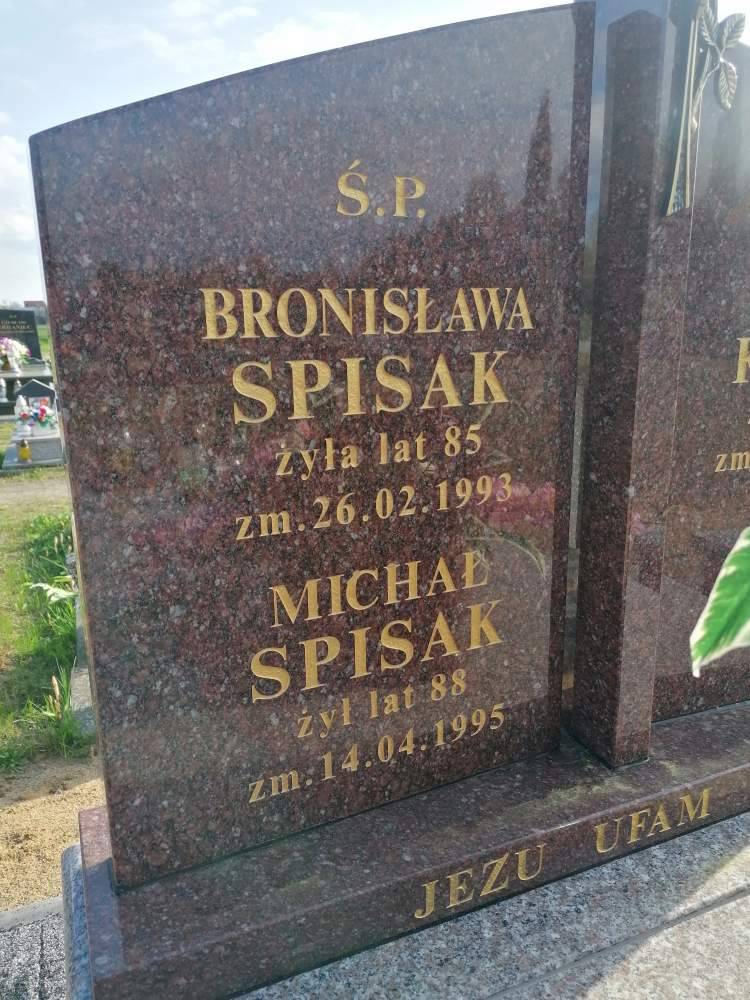 Ś.P.
BRONISŁAWA
SPISAK
żyła lat 85
zm.26.02.1993
MICHAŁ
SPISAK
żył lat 88
zm.14.04.1995
JEZU UFAM
K
zm